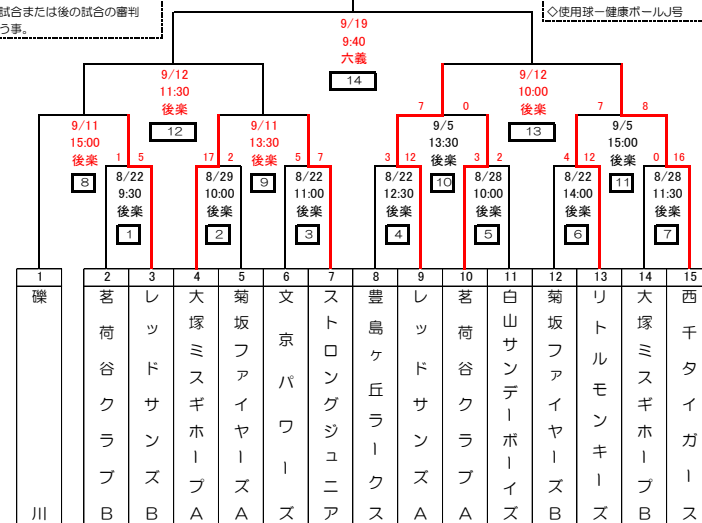 試合または後の試合の審判
う事。
◇使用球ー健康ボールJ号
9/19
9:40
六義
14
9/12
11:30
後楽
12
9/12
10:00
後楽
13
7 0
7 8
9/11
15:00
後楽
8
9/11
13:30
後楽
9
9/5
13:30
後楽
10
9/5
15:00
後楽
11
1 5
17 2
5 7
3 12
3 2
4 12
0 16
8/22
9:30
後楽
1
8/29
10:00
後楽
2
8/22
11:00
後楽
3
8/22
12:30
後楽
4
8/28
10:00
後楽
5
8/22
14:00
後楽
6
8/28
11:30
後楽
7
1 2 3 4 5 6 7 8 9 10 11 12 13 14 15
礫川
茗荷谷クラブB
レッドサンズB
大塚ミスギホープA
菊坂ファイヤーズA
文京パワーズ
ストロングジュニア
豊島ヶ丘ラークス
レッドサンズA
茗荷谷クラブA
白山サンデーボーイズ
菊坂ファイヤーズB
リトルモンキーズ
大塚ミスギホープB
西千タイガース